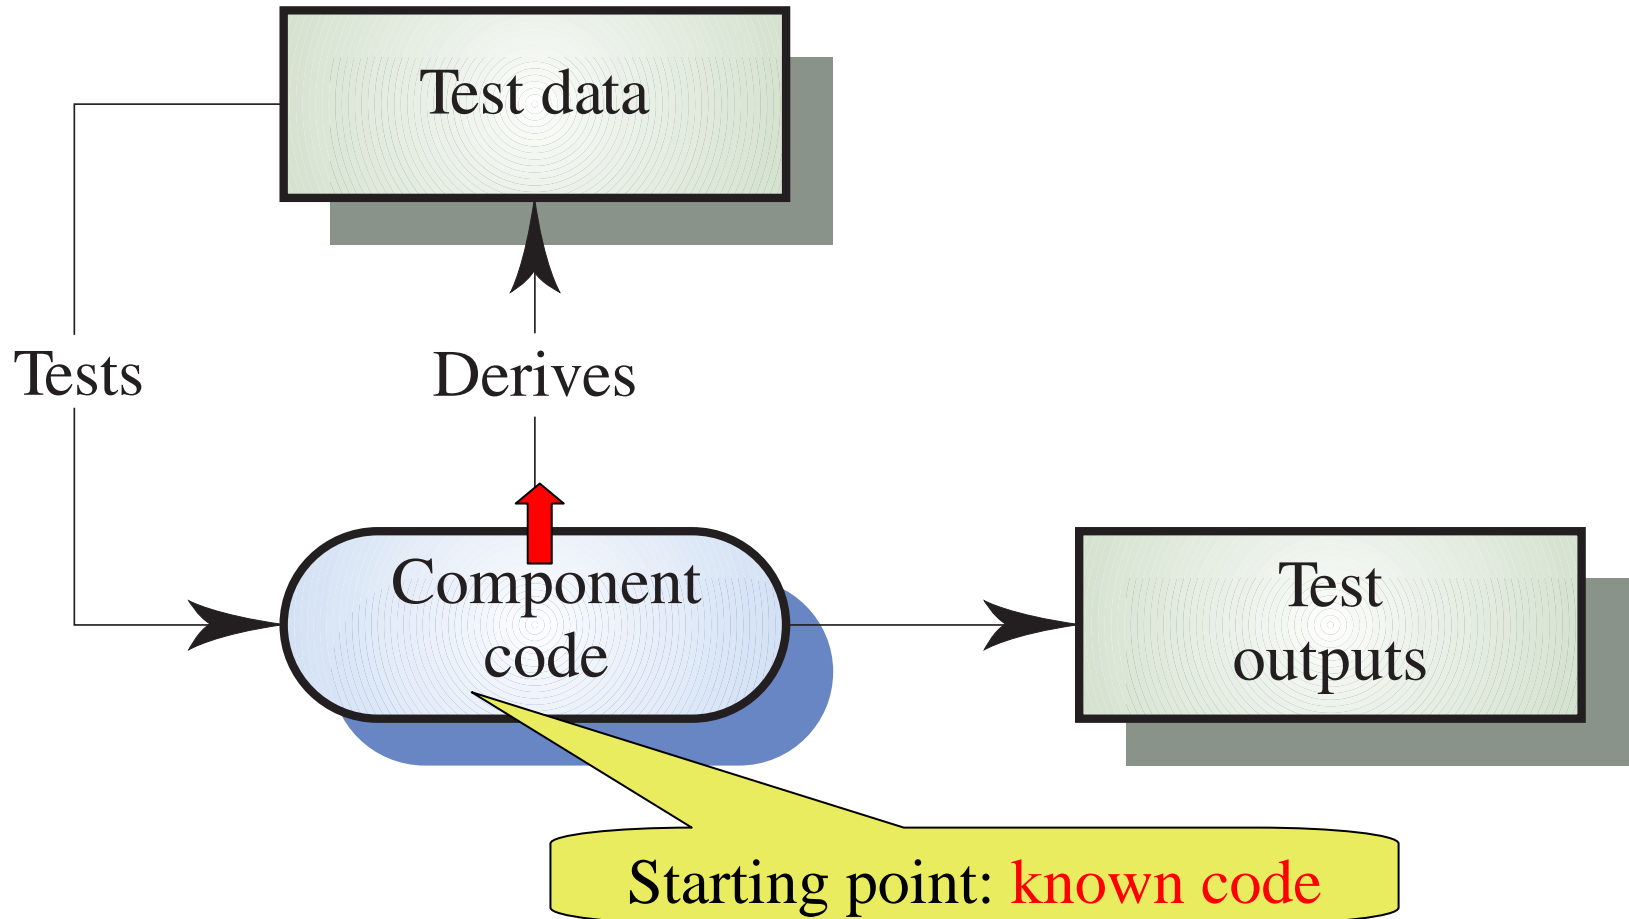 Test data
Tests
Derives
Component
code
Test
outputs
Starting point: known code